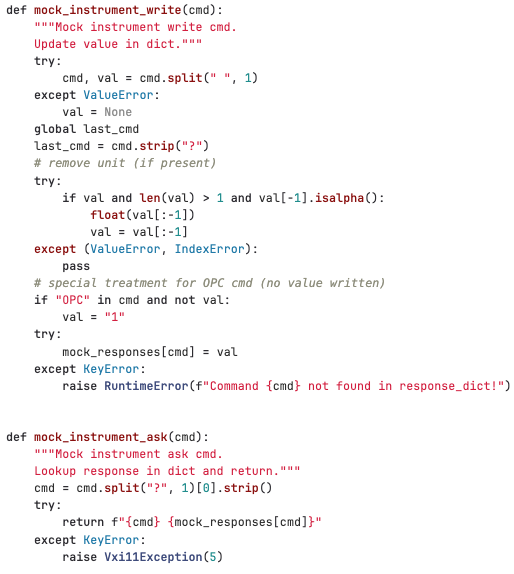 def mock_instrument_write(cmd):
    """Mock instrument write cmd.
    Update value in dict."""
    try:
        cmd, val = cmd.split(" ", 1)
    except ValueError:
        val = None
    global last_cmd
    last_cmd = cmd.strip("?")
    # remove unit (if present)
    try:
        if val and len(val) > 1 and val[-1].isalpha():
            float(val[:-1])
            val = val[:-1]
    except (ValueError, IndexError):
        pass
    # special treatment for OPC cmd (no value written)
    if "OPC" in cmd and not val:
        val = "1"
    try:
        mock_responses[cmd] = val
    except KeyError:
        raise RuntimeError(f"Command {cmd} not found in response_dict!")


def mock_instrument_ask(cmd):
    """Mock instrument ask cmd.
    Lookup response in dict and return."""
    cmd = cmd.split("?", 1)[0].strip()
    try:
        return f"{cmd} {mock_responses[cmd]}"
    except KeyError:
        raise Vxi11Exception(5)